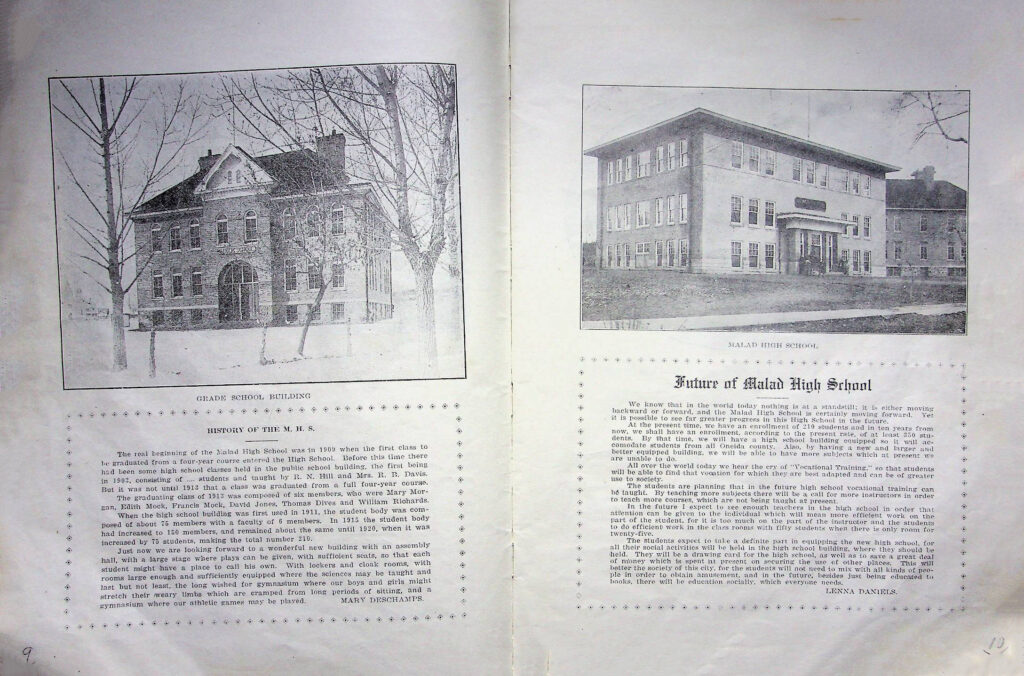 GRADE SCHOOL BUILDING
HISTORY OF THE M. H. S.
The real beginning of the Malad High School was in 1909 when the first class to
be graduated from a four-year course entered the High School. Before this time there
had been some high school classes held in the public school building, the first being
in 1902, consisting of .... students and taught by R. N. Hill and Mrs. R. B. Davis.
But it was not until 1913 that a class was graduated from a full four-year course.
The graduating class of 1912 was composed of six members, who were Mary Mor-
gan, Edith Mock, Francis Mock, David Jones, Thomas Dives and William Richards.
When the high school building was first used in 1911, the student body was com-
posed of about 75 members with a faculty of 6 members. In 1915 the student body
had increased to 150 members, and remained about the same until 1920, when it was
increased by 75 students, making the total number 210.
Just now we are looking forward to a wonderful new building with an assembly
hall, with a large stage where plays can be given, with sufficient seats, so that each
student might have a place to call his own. With lockers and cloak rooms, with
rooms large enough and sufficiently equipped where the sciences may be taught and
last but not least, the long wished for gymnasium where our boys and girls might
stretch their weary limbs which are cramped from long periods of sitting, and a
gymnasium where our athletic games may be played. MARY DESCHAMPS.
9
MALAD HIGH SCHOOL
Future of Malad High School
We know that in the world today nothing is at a standstill; it is either moving
backward or forward, and the Malad High School is certainly moving forward. Yet
it is possible to see far greater progress in this High School in the future.
At the present time, we have an enrollment of 210 students and in ten years from
now, we shall have an enrollment, according to the present rate, of at least 350 stu-
dents. By that time, we will have a high school building equipped so it will ac-
comodate students from all Oneida county. Also, by having a new and larger and
better equipped building, we will be able to have more subjects which at present we
are unable to do.
All over the world today we hear the cry of "Vocational Training," so that students
will be able to find that vocation for which they are best adapted and can be of greater
use to society.
The students are planning that in the future high school vocational training can
be taught. By teaching more subjects there will be a call for more instructors in order
to teach more courses, which are not being taught at present.
In the future I expect to see enough teachers in the high school in order that
attention can be given to the individual which will mean more efficient work on the
part of the student, for it is too much on the part of the instructor and the students
to do efficient work in the class rooms with fifty students when there is only room for
twenty-five.
The students expect to take a definite part in equipping the new high school, for
all their social activities will be held in the high school building, where they should be
held. They will be a drawing card for the high school, as well as to save a great deal
of money which is spent at present on securing the use of other places. This will
better the society of this city, for the students will not need to mix with all kinds of peo-
ple in order to obtain amusement, and in the future, besides just being educated to
books, there will be education socially, which everyone needs.
LENNA DANIELS.
10